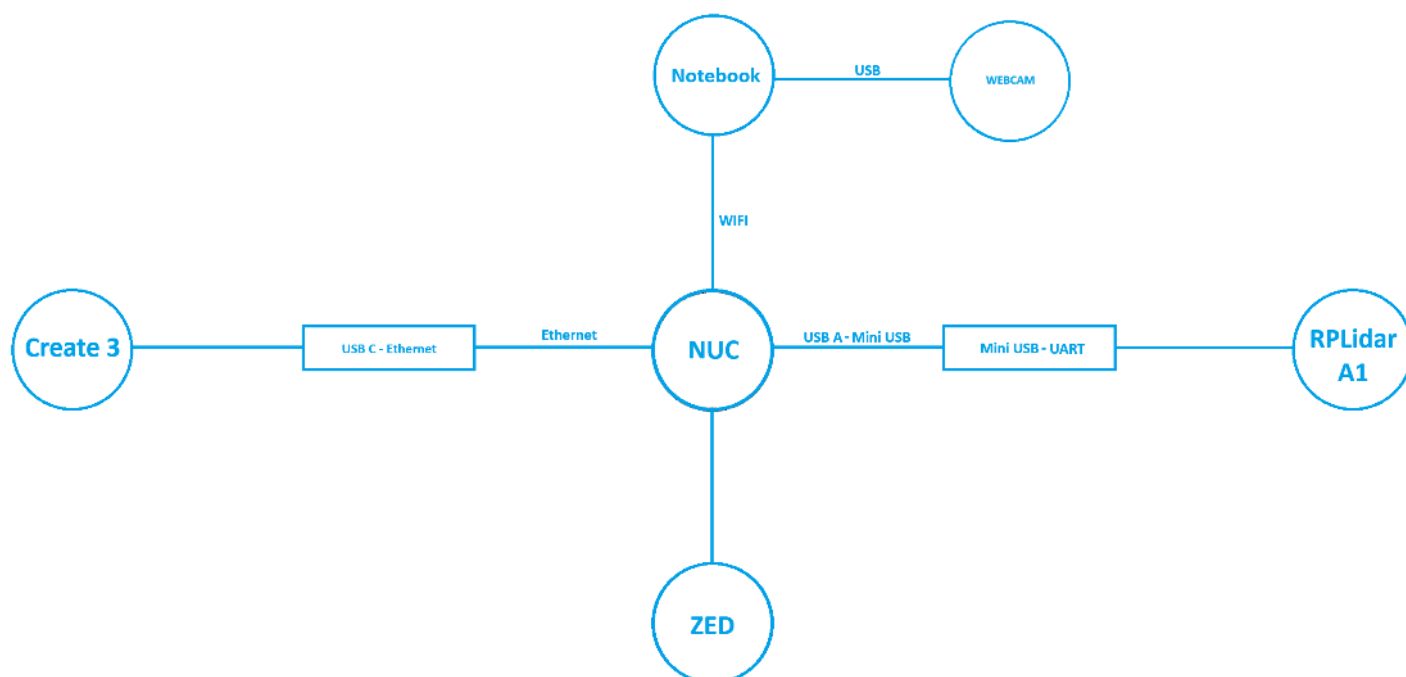 Notebook
USB
WEBCAM
WIFI
Create 3
USB C - Ethernet
Ethernet
NUC
USB A - Mini USB
Mini USB - UART
RPLidar
A1
ZED